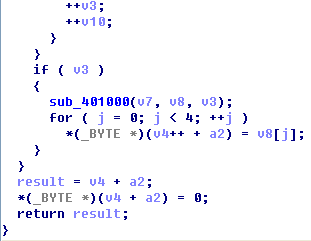 ++v3;
++v10;
}
}
if ( v3 )
{
sub_401000(v7, v8, v3);
for ( j = 0; j < 4; ++j )
*(_BYTE *)(v4++ + a2) = v8[j];
}
}
result = v4 + a2;
*(_BYTE *)(v4 + a2) = 0;
return result;
}